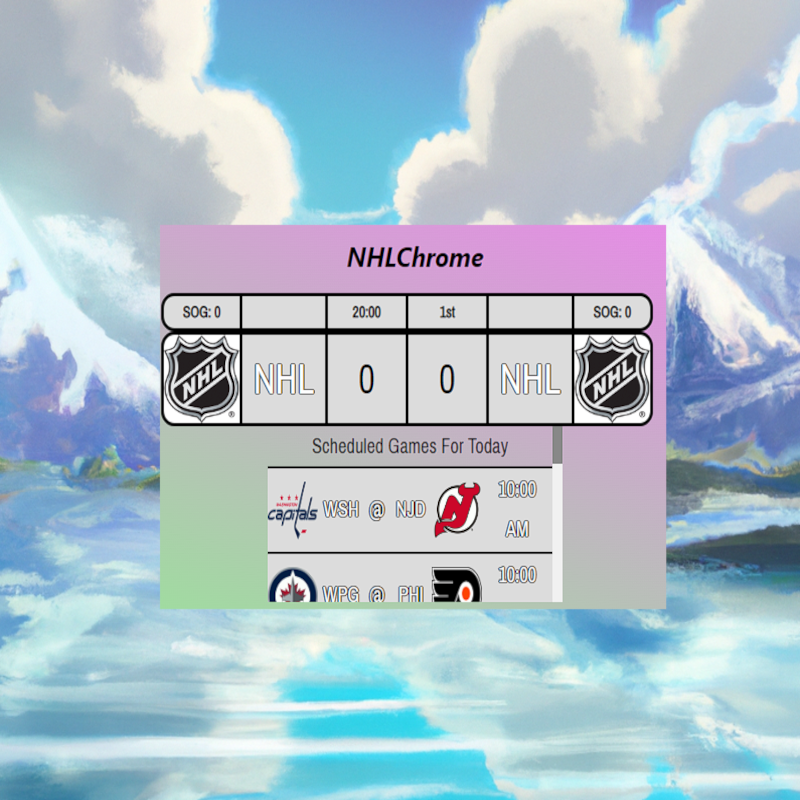 NHLChrome
SOG: 0 20:00 1st SOG: 0
NHL NHL 0 0 NHL NHL
Scheduled Games For Today
capitals WSH @ NJD 10:00 AM
WPG @ PHI 10:00